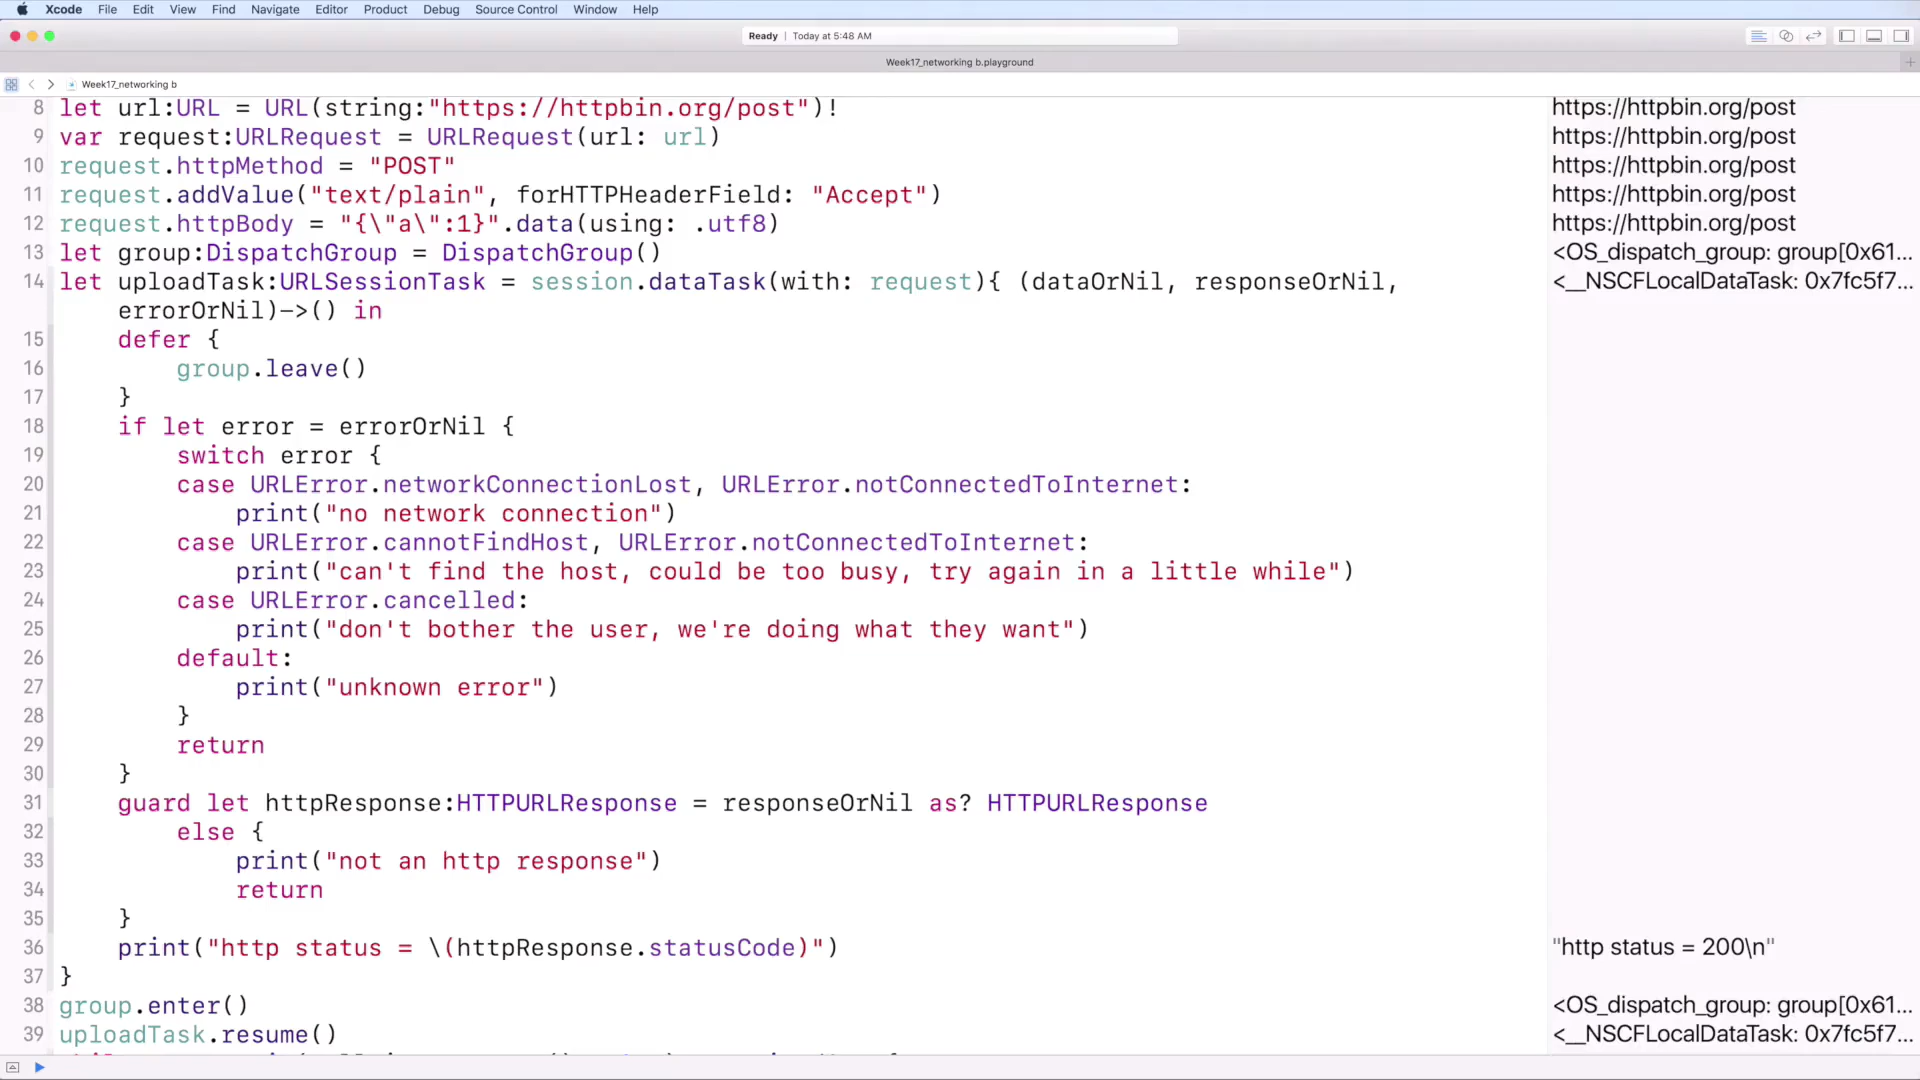 Xcode File Edit View Find Navigate Editor Product Debug Source Control Window Help
Ready | Today at 5:48 AM
Week17_networking b.playground
Week17_networking b
8 let url:URL = URL(string:"https://httpbin.org/post")! https://httpbin.org/post
9 var request:URLRequest = URLRequest(url: url) https://httpbin.org/post
10 request.httpMethod = "POST" https://httpbin.org/post
11 request.addValue("text/plain", forHTTPHeaderField: "Accept") https://httpbin.org/post
12 request.httpBody = "{\"a\":1}".data(using: .utf8) https://httpbin.org/post
13 let group:DispatchGroup = DispatchGroup() <OS_dispatch_group: group[0x61...
14 let uploadTask:URLSessionTask = session.dataTask(with: request){ (dataOrNil, responseOrNil, <__NSCFLocalDataTask: 0x7fc5f7...
errorOrNil)->() in
15 defer {
16 group.leave()
17 }
18 if let error = errorOrNil {
19 switch error {
20 case URLError.networkConnectionLost, URLError.notConnectedToInternet:
21 print("no network connection")
22 case URLError.cannotFindHost, URLError.notConnectedToInternet:
23 print("can't find the host, could be too busy, try again in a little while")
24 case URLError.cancelled:
25 print("don't bother the user, we're doing what they want")
26 default:
27 print("unknown error")
28 }
29 return
30 }
31 guard let httpResponse:HTTPURLResponse = responseOrNil as? HTTPURLResponse
32 else {
33 print("not an http response")
34 return
35 }
36 print("http status = \(httpResponse.statusCode)") "http status = 200\n"
37 }
38 group.enter() <OS_dispatch_group: group[0x61...
39 uploadTask.resume() <__NSCFLocalDataTask: 0x7fc5f7...